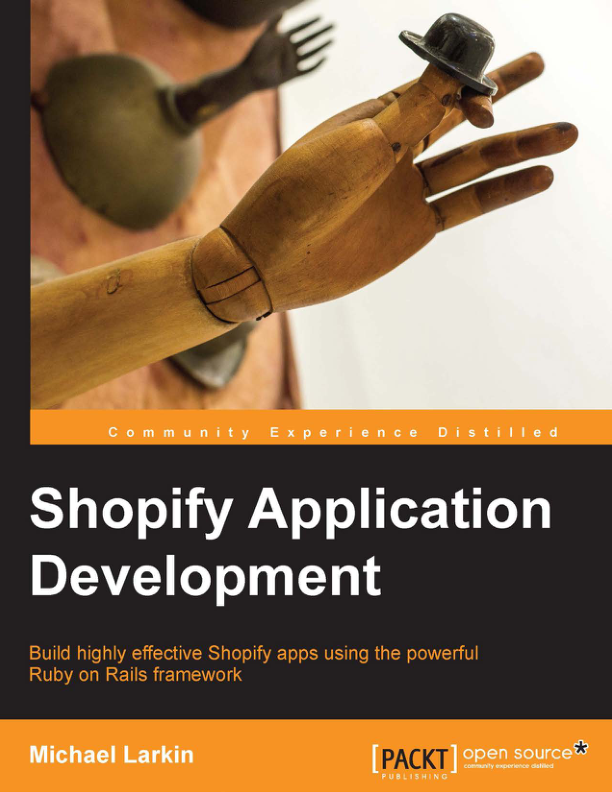 Community Experience Distilled
Shopify Application
Development
Build highly effective Shopify apps using the powerful
Ruby on Rails framework
Michael Larkin
[PACKT] open source*
PUBLISHING community experience distilled